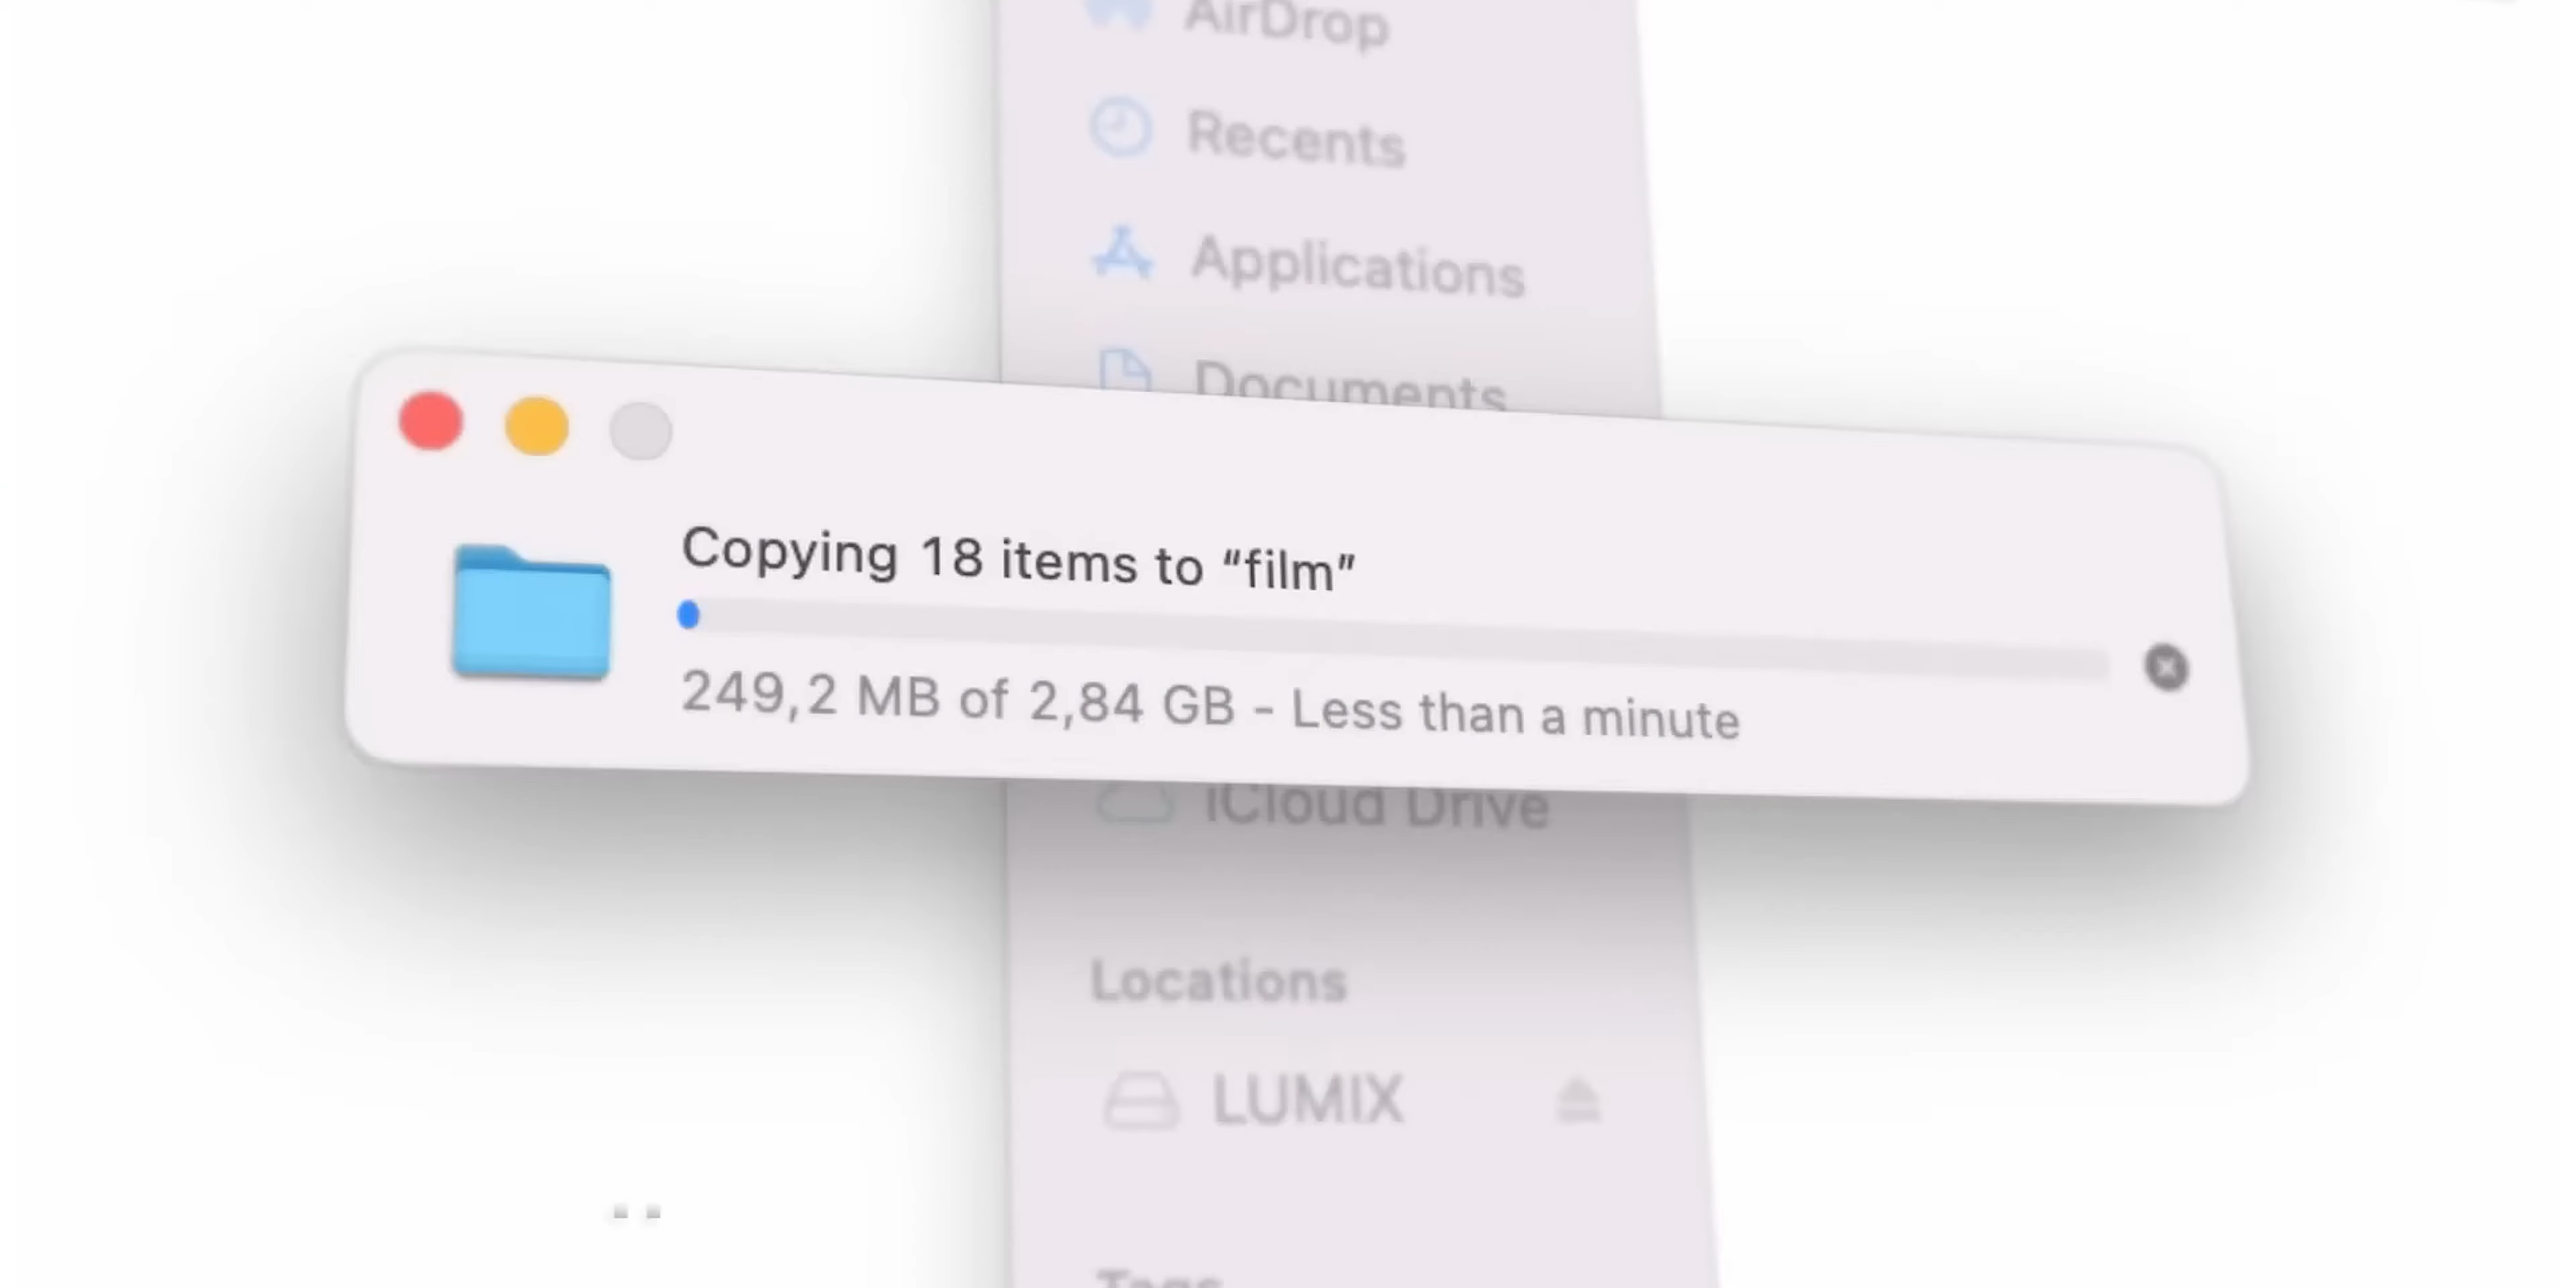 AirDrop
Recents
Applications
Documents
Copying 18 items to “film”
249,2 MB of 2,84 GB - Less than a minute
iCloud Drive
Locations
LUMIX
Tags